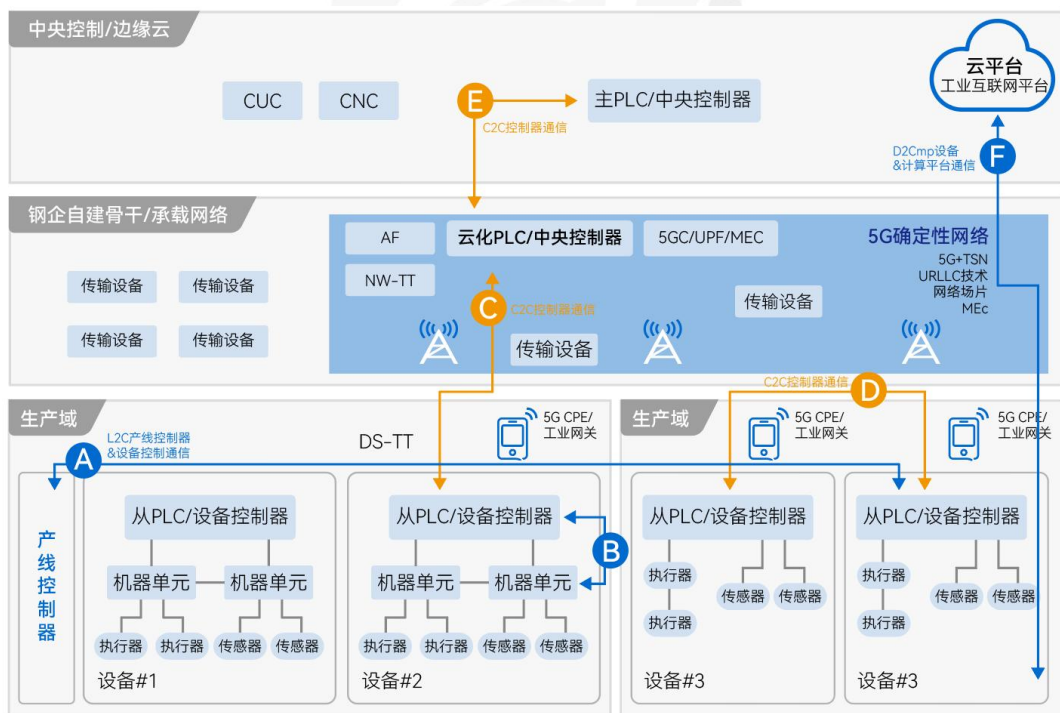 中央控制/边缘云
云平台
工业互联网平台
CUC
CNC
E
主PLC/中央控制器
C2C控制器通信
D2Cmp设备
&计算平台通信
F
钢企自建骨干/承载网络
AF
云化PLC/中央控制器
5GC/UPF/MEC
5G确定性网络
5G+TSN
URLLC技术
网络场片
MEc
NW-TT
传输设备
传输设备
传输设备
传输设备
C
C2C控制器通信
传输设备
传输设备
生产域
L2C产线控制器
&设备控制通信
A
DS-TT
5G CPE/
工业网关
生产域
C2C控制器通信
D
5G CPE/
工业网关
5G CPE/
工业网关
产线控制器
从PLC/设备控制器
机器单元
机器单元
执行器
执行器
传感器
传感器
设备#1
从PLC/设备控制器
B
机器单元
机器单元
执行器
执行器
传感器
传感器
设备#2
从PLC/设备控制器
执行器
传感器
传感器
执行器
设备#3
从PLC/设备控制器
执行器
传感器
传感器
执行器
设备#3